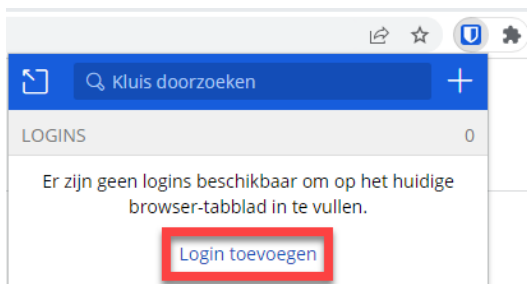 Kluis doorzoeken
LOGINS 0
Er zijn geen logins beschikbaar om op het huidige
browser-tabblad in te vullen.
Login toevoegen